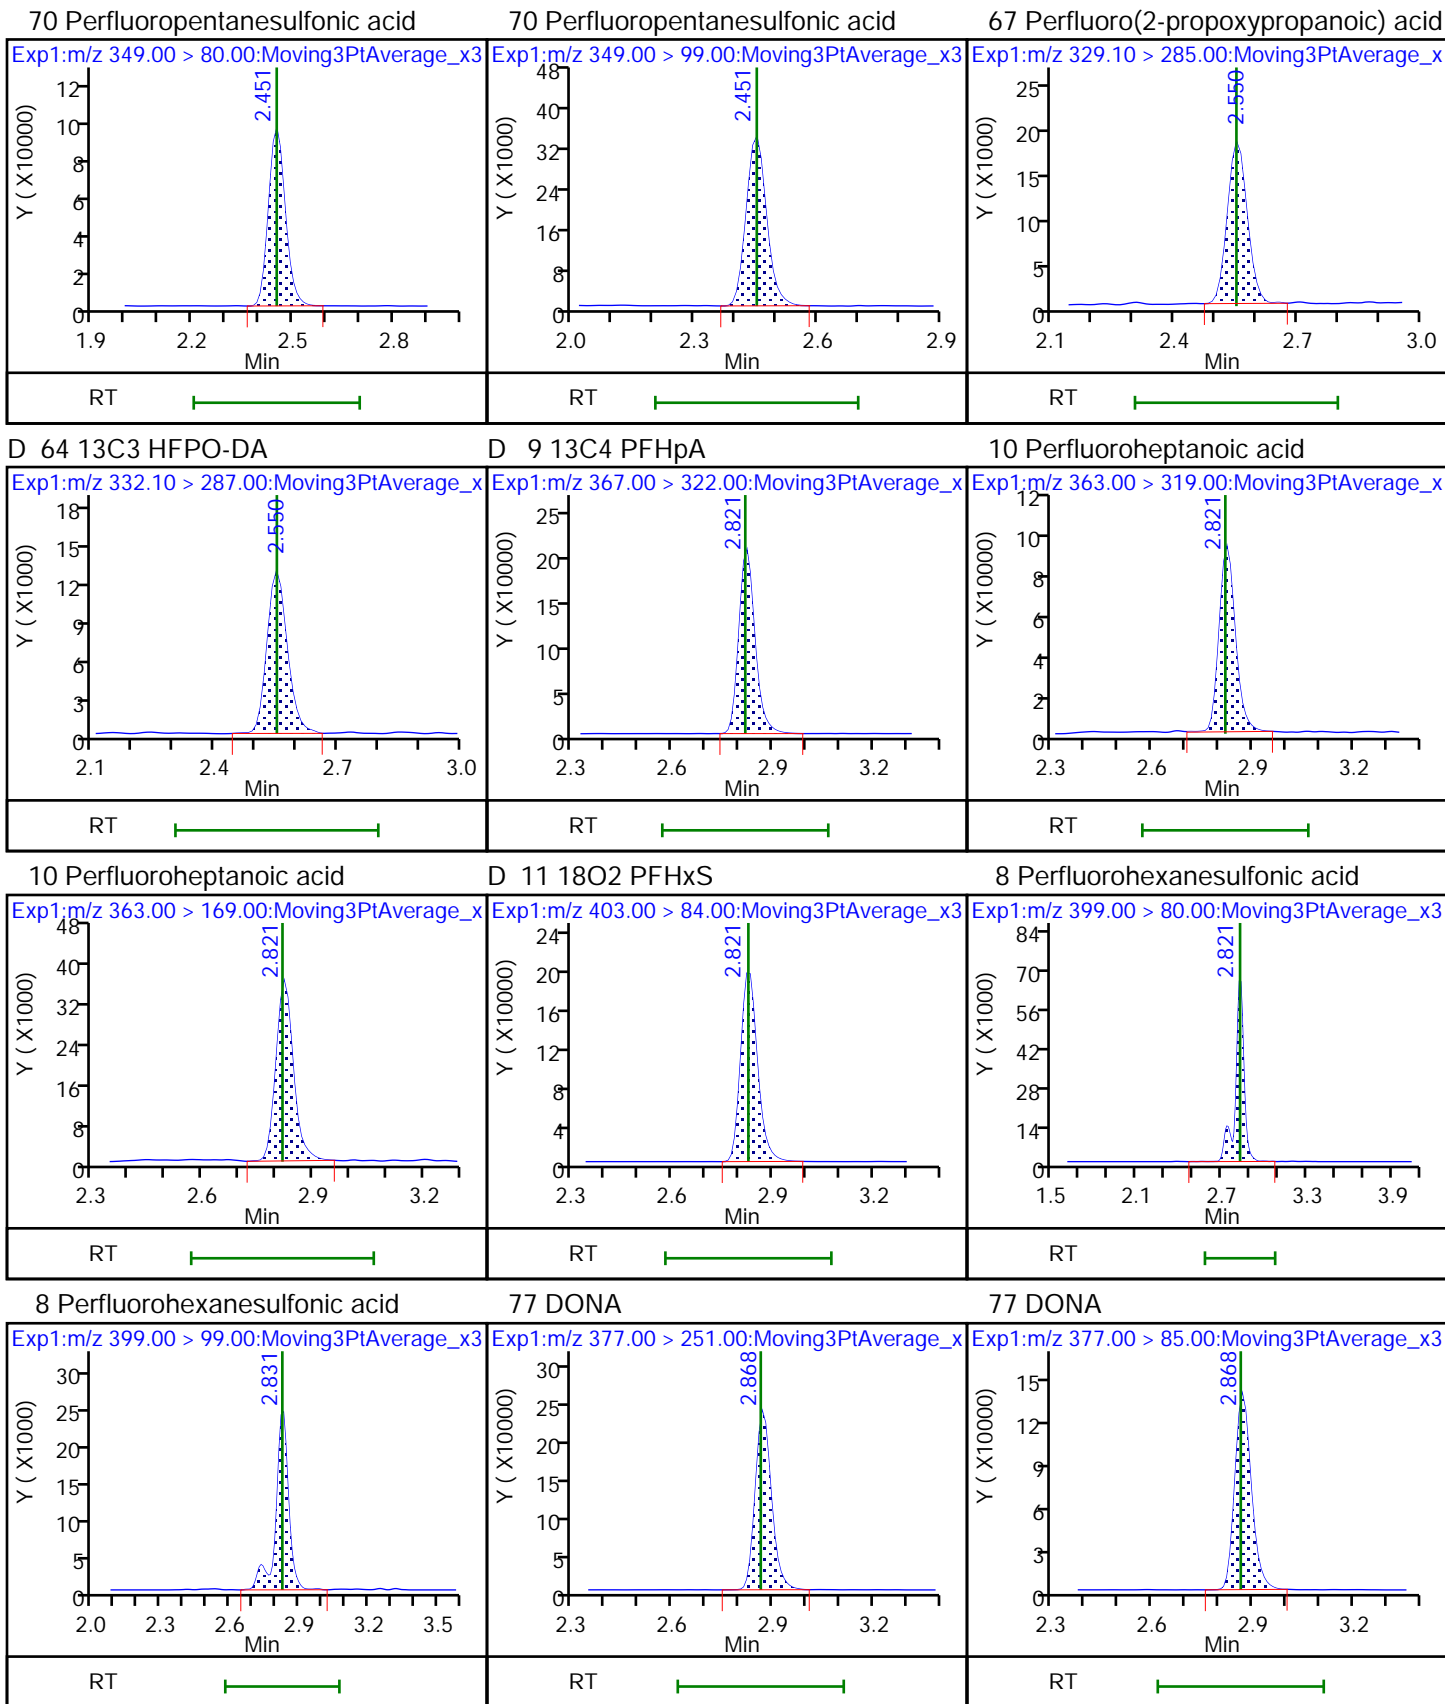 70 Perfluoropentanesulfonic acid
Exp1:m/z 349.00 > 80.00:Moving3PtAverage_x3
2.451
Y ( X10000)
12
10
8
6
4
2
0
1.9 2.2 2.5 2.8
Min
RT
70 Perfluoropentanesulfonic acid
Exp1:m/z 349.00 > 99.00:Moving3PtAverage_x3
2.451
Y ( X1000)
48
40
32
24
16
8
0
2.0 2.3 2.6 2.9
Min
RT
67 Perfluoro(2-propoxypropanoic) acid
Exp1:m/z 329.10 > 285.00:Moving3PtAverage_x
2.550
Y ( X1000)
25
20
15
10
5
0
2.1 2.4 2.7 3.0
Min
RT
D 64 13C3 HFPO-DA
Exp1:m/z 332.10 > 287.00:Moving3PtAverage_x
2.550
Y ( X1000)
18
15
12
9
6
3
0
2.1 2.4 2.7 3.0
Min
RT
D 9 13C4 PFHpA
Exp1:m/z 367.00 > 322.00:Moving3PtAverage_x
2.821
Y ( X10000)
25
20
15
10
5
0
2.3 2.6 2.9 3.2
Min
RT
10 Perfluoroheptanoic acid
Exp1:m/z 363.00 > 319.00:Moving3PtAverage_x
2.821
Y ( X10000)
12
10
8
6
4
2
0
2.3 2.6 2.9 3.2
Min
RT
10 Perfluoroheptanoic acid
Exp1:m/z 363.00 > 169.00:Moving3PtAverage_x
2.821
Y ( X1000)
48
40
32
24
16
8
0
2.3 2.6 2.9 3.2
Min
RT
D 11 18O2 PFHxS
Exp1:m/z 403.00 > 84.00:Moving3PtAverage_x3
2.821
Y ( X10000)
24
20
16
12
8
4
0
2.3 2.6 2.9 3.2
Min
RT
8 Perfluorohexanesulfonic acid
Exp1:m/z 399.00 > 80.00:Moving3PtAverage_x3
2.821
Y ( X1000)
84
70
56
42
28
14
0
1.5 2.1 2.7 3.3 3.9
Min
RT
8 Perfluorohexanesulfonic acid
Exp1:m/z 399.00 > 99.00:Moving3PtAverage_x3
2.831
Y ( X1000)
30
25
20
15
10
5
0
2.0 2.3 2.6 2.9 3.2 3.5
Min
RT
77 DONA
Exp1:m/z 377.00 > 251.00:Moving3PtAverage_x
2.868
Y ( X10000)
30
25
20
15
10
5
0
2.3 2.6 2.9 3.2
Min
RT
77 DONA
Exp1:m/z 377.00 > 85.00:Moving3PtAverage_x3
2.868
Y ( X10000)
15
12
9
6
3
0
2.3 2.6 2.9 3.2
Min
RT